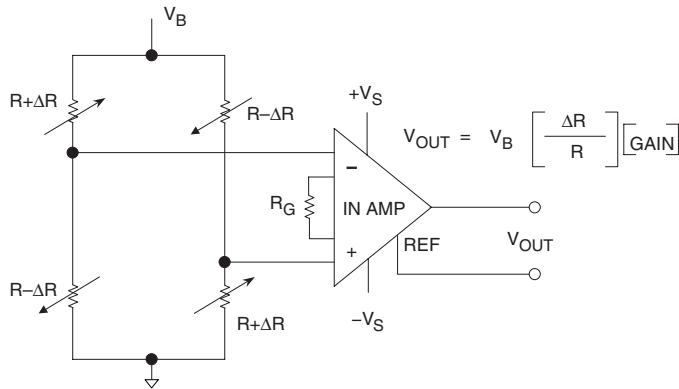 V_B
R+ΔR
R−ΔR
+V_S
V_OUT = V_B [ΔR/R] [GAIN]
−
R_G
IN AMP
+
REF
V_OUT
R−ΔR
R+ΔR
−V_S